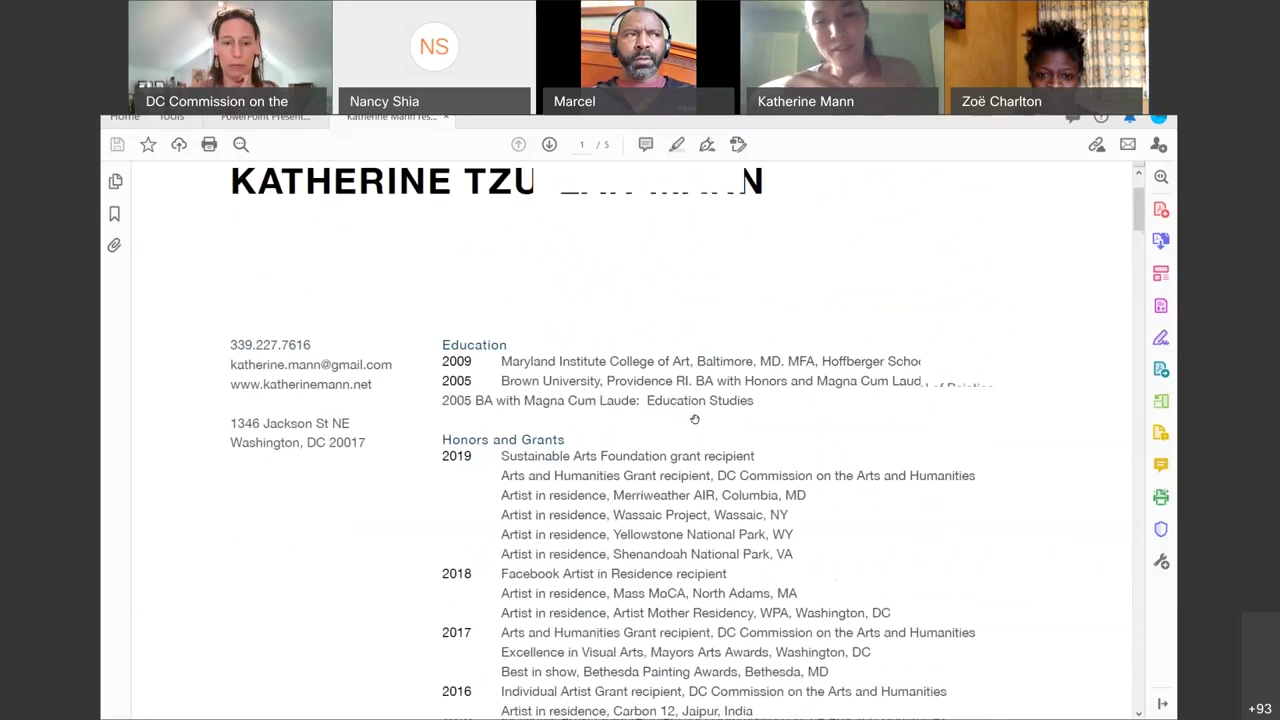 NS
DC Commission on the
Nancy Shia
Marcel
Katherine Mann
Zoë Charlton
Home Tools PowerPoint Present... Katherine Mann res... ×
1 / 5
KATHERINE TZU
339.227.7616
katherine.mann@gmail.com
www.katherinemann.net
1346 Jackson St NE
Washington, DC 20017
Education
2009 Maryland Institute College of Art, Baltimore, MD. MFA, Hoffberger Schoo
2005 Brown University, Providence RI. BA with Honors and Magna Cum Laud
2005 BA with Magna Cum Laude: Education Studies
Honors and Grants
2019 Sustainable Arts Foundation grant recipient
Arts and Humanities Grant recipient, DC Commission on the Arts and Humanities
Artist in residence, Merriweather AIR, Columbia, MD
Artist in residence, Wassaic Project, Wassaic, NY
Artist in residence, Yellowstone National Park, WY
Artist in residence, Shenandoah National Park, VA
2018 Facebook Artist in Residence recipient
Artist in residence, Mass MoCA, North Adams, MA
Artist in residence, Artist Mother Residency, WPA, Washington, DC
2017 Arts and Humanities Grant recipient, DC Commission on the Arts and Humanities
Excellence in Visual Arts, Mayors Arts Awards, Washington, DC
Best in show, Bethesda Painting Awards, Bethesda, MD
2016 Individual Artist Grant recipient, DC Commission on the Arts and Humanities
Artist in residence, Carbon 12, Jaipur, India
+93